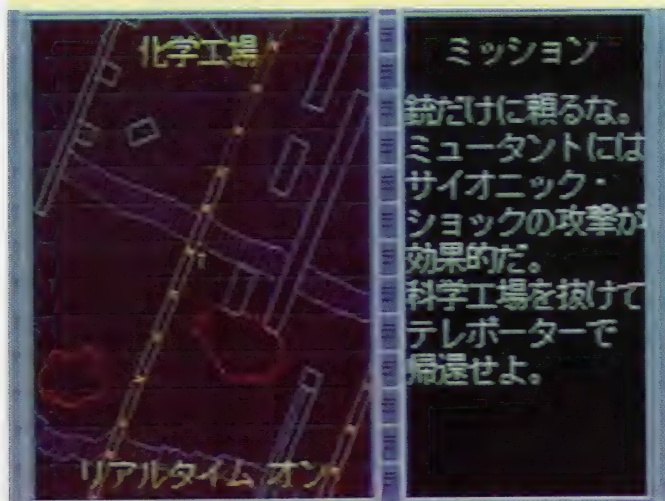 化学工場
リアルタイム オン
ミッション
銃だけに頼るな。
ミュータントには
サイオニック・
ショックの攻撃が
効果的だ。
科学工場を抜けて
テレポーターで
帰還せよ。